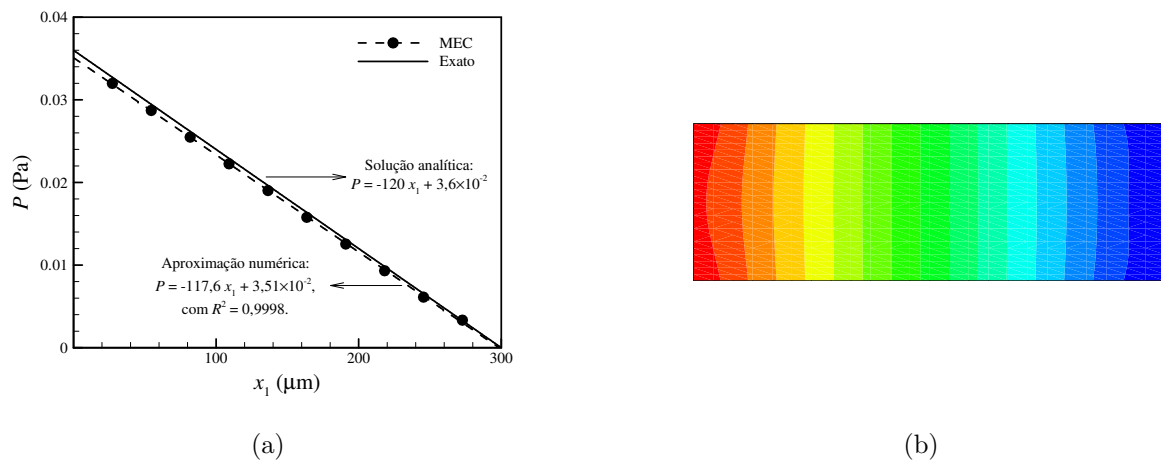 0.04
0.03
0.02
0.01
0
P (Pa)
MEC
Exato
Solução analítica:
P = -120 x₁ + 3,6×10⁻²
Aproximação numérica:
P = -117,6 x₁ + 3,51×10⁻²,
com R² = 0,9998.
100
200
300
x₁ (μm)
(a)
(b)